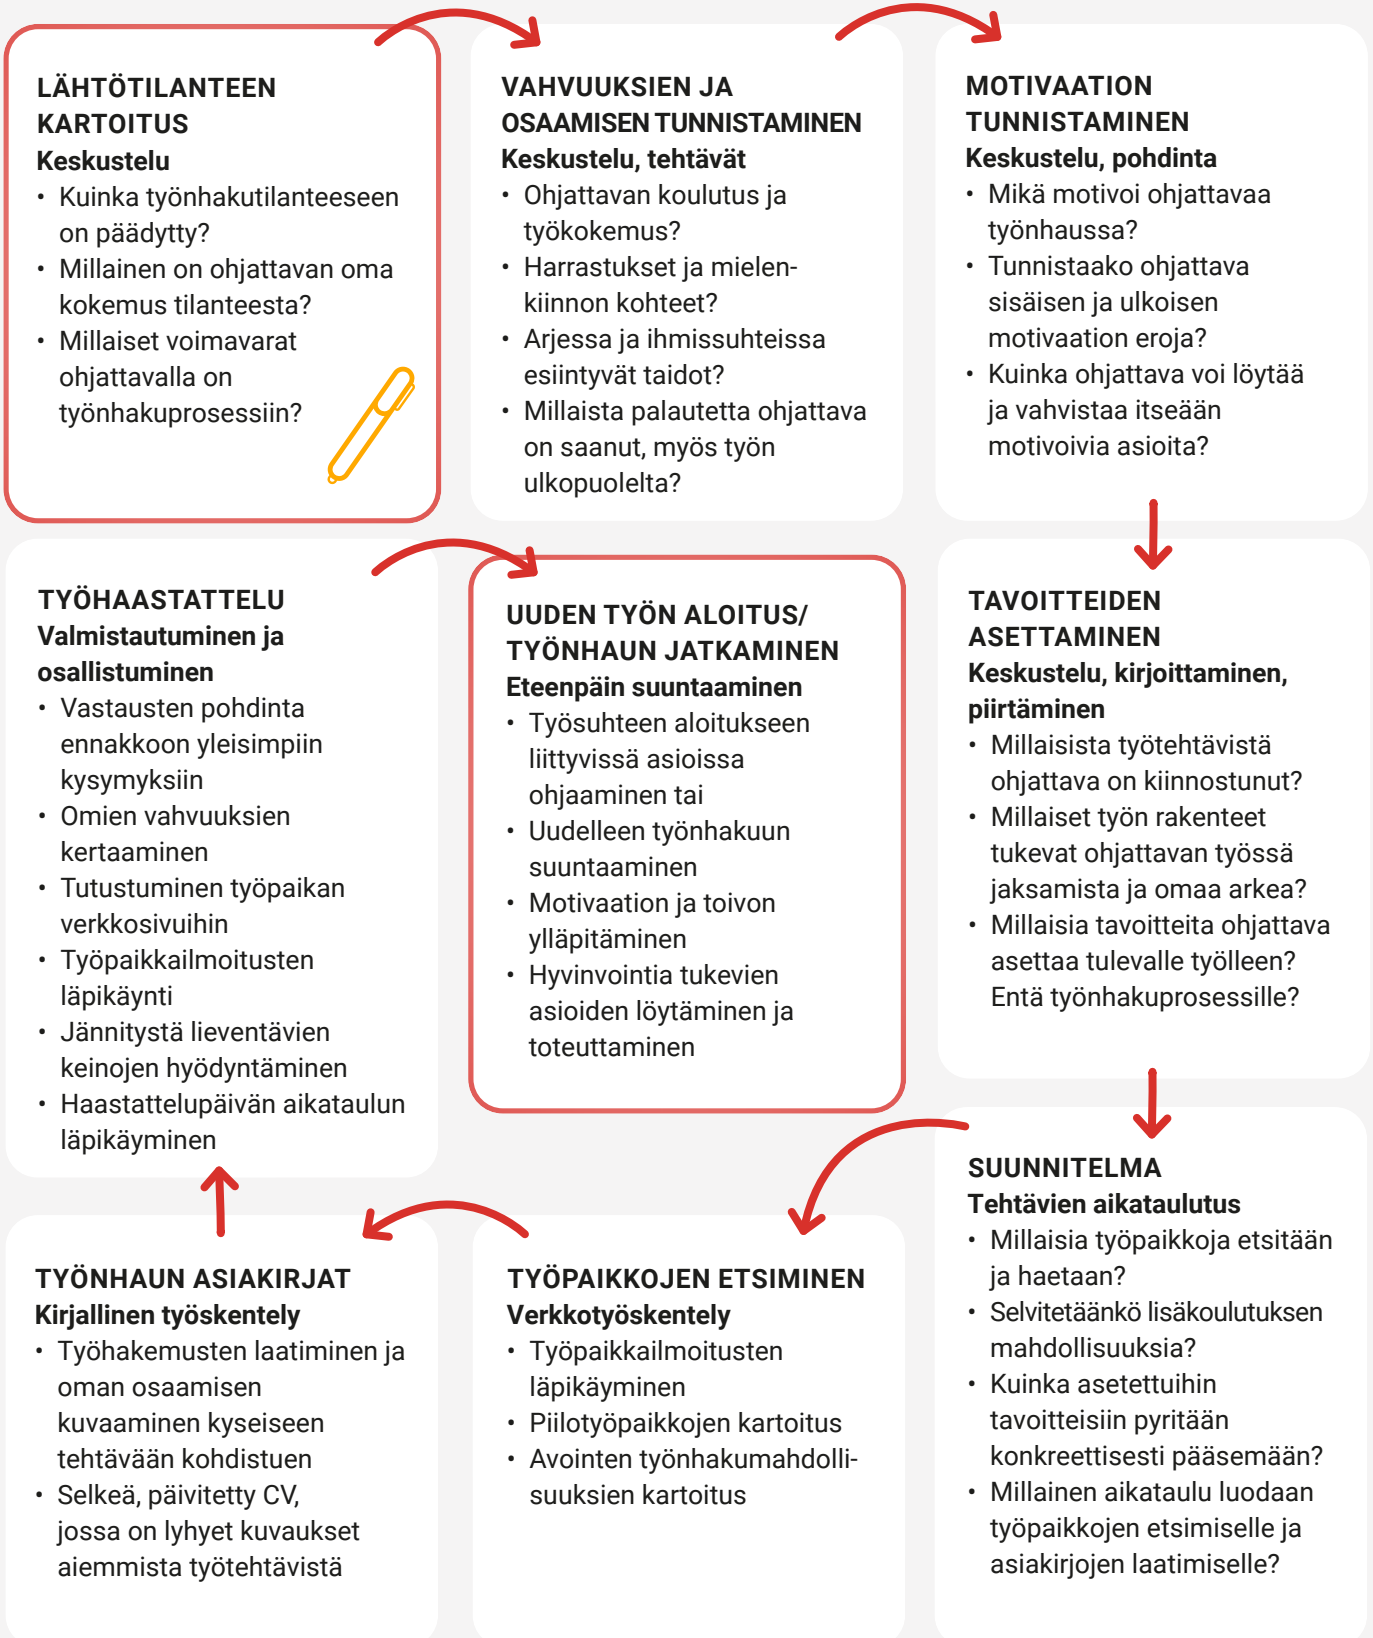 LÄHTÖTILANTEEN
KARTOITUS
Keskustelu
• Kuinka työnhakutilanteeseen
on päädytty?
• Millainen on ohjattavan oma
kokemus tilanteesta?
• Millaiset voimavarat
ohjattavalla on
työnhakuprosessiin?
VAHVUUKSIEN JA
OSAAMISEN TUNNISTAMINEN
Keskustelu, tehtävät
• Ohjattavan koulutus ja
työkokemus?
• Harrastukset ja mielen-
kiinnon kohteet?
• Arjessa ja ihmissuhteissa
esiintyvät taidot?
• Millaista palautetta ohjattava
on saanut, myös työn
ulkopuolelta?
MOTIVAATION
TUNNISTAMINEN
Keskustelu, pohdinta
• Mikä motivoi ohjattavaa
työnhaussa?
• Tunnistaako ohjattava
sisäisen ja ulkoisen
motivaation eroja?
• Kuinka ohjattava voi löytää
ja vahvistaa itseään
motivoivia asioita?
TAVOITTEIDEN
ASETTAMINEN
Keskustelu, kirjoittaminen,
piirtäminen
• Millaisista työtehtävistä
ohjattava on kiinnostunut?
• Millaiset työn rakenteet
tukevat ohjattavan työssä
jaksamista ja omaa arkea?
• Millaisia tavoitteita ohjattava
asettaa tulevalle työlleen?
Entä työnhakuprosessille?
SUUNNITELMA
Tehtävien aikataulutus
• Millaisia työpaikkoja etsitään
ja haetaan?
• Selvitetäänkö lisäkoulutuksen
mahdollisuuksia?
• Kuinka asetettuihin
tavoitteisiin pyritään
konkreettisesti pääsemään?
• Millainen aikataulu luodaan
työpaikkojen etsimiselle ja
asiakirjojen laatimiselle?
TYÖPAIKKOJEN ETSIMINEN
Verkkotyöskentely
• Työpaikkailmoitusten
läpikäyminen
• Piilotyöpaikkojen kartoitus
• Avointen työnhakumahdolli-
suuksien kartoitus
TYÖNHAUN ASIAKIRJAT
Kirjallinen työskentely
• Työhakemusten laatiminen ja
oman osaamisen
kuvaaminen kyseiseen
tehtävään kohdistuen
• Selkeä, päivitetty CV,
jossa on lyhyet kuvaukset
aiemmista työtehtävistä
TYÖHAASTATTELU
Valmistautuminen ja
osallistuminen
• Vastausten pohdinta
ennakkoon yleisimpiin
kysymyksiin
• Omien vahvuuksien
kertaaminen
• Tutustuminen työpaikan
verkkosivuihin
• Työpaikkailmoitusten
läpikäynti
• Jännitystä lieventävien
keinojen hyödyntäminen
• Haastattelupäivän aikataulun
läpikäyminen
UUDEN TYÖN ALOITUS/
TYÖNHAUN JATKAMINEN
Eteenpäin suuntaaminen
• Työsuhteen aloitukseen
liittyvissä asioissa
ohjaaminen tai
• Uudelleen työnhakuun
suuntaaminen
• Motivaation ja toivon
ylläpitäminen
• Hyvinvointia tukevien
asioiden löytäminen ja
toteuttaminen